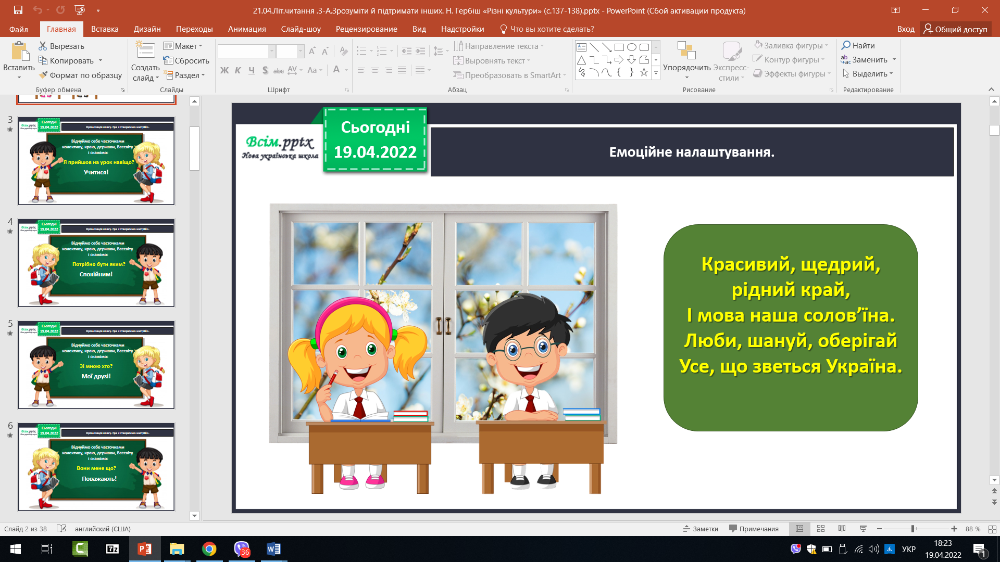 21.04.Літ.читання .3-А.Зрозуміти й підтримати інших. Н. Гербіш «Різні культури» (с.137-138).pptx - PowerPoint (Сбой активации продукта)
Файл Главная Вставка Дизайн Переходы Анимация Слайд-шоу Рецензирование Вид Надстройки Что вы хотите сделать? Вход Общий доступ
Вставить
Вырезать
Копировать
Формат по образцу
Буфер обмена
Создать слайд
Макет
Сбросить
Раздел
Слайды
Ж К Ч S abc AV Aa A
Шрифт
Направление текста
Выровнять текст
Преобразовать в SmartArt
Абзац
Упорядочить
Экспресс-стили
Заливка фигуры
Контур фигуры
Эффекты фигуры
Рисование
Найти
Заменить
Выделить
Редактирование
3
Всім.pptx
Сьогодні
19.04.2022
Організація класу. Гра «Створюємо настрій».
Відчуймо себе часточками
колективу, краю, держави, Всесвіту
і скажімо:
Я прийшов на урок навіщо?
Учитися!
4
Всім.pptx
Сьогодні
19.04.2022
Організація класу. Гра «Створюємо настрій».
Відчуймо себе часточками
колективу, краю, держави, Всесвіту
і скажімо:
Потрібно бути яким?
Спокійним!
5
Всім.pptx
Сьогодні
19.04.2022
Організація класу. Гра «Створюємо настрій».
Відчуймо себе часточками
колективу, краю, держави, Всесвіту
і скажімо:
Зі мною хто?
Мої друзі!
6
Всім.pptx
Сьогодні
19.04.2022
Організація класу. Гра «Створюємо настрій».
Відчуймо себе часточками
колективу, краю, держави, Всесвіту
і скажімо:
Вони мене що?
Поважають!
Всім.pptx
Нова українська школа
Сьогодні
19.04.2022
Емоційне налаштування.
Красивий, щедрий,
рідний край,
І мова наша солов’їна.
Люби, шануй, оберігай
Усе, що зветься Україна.
Слайд 2 из 38 английский (США) Заметки Примечания 88 %
36
УКР
18:23
19.04.2022
1